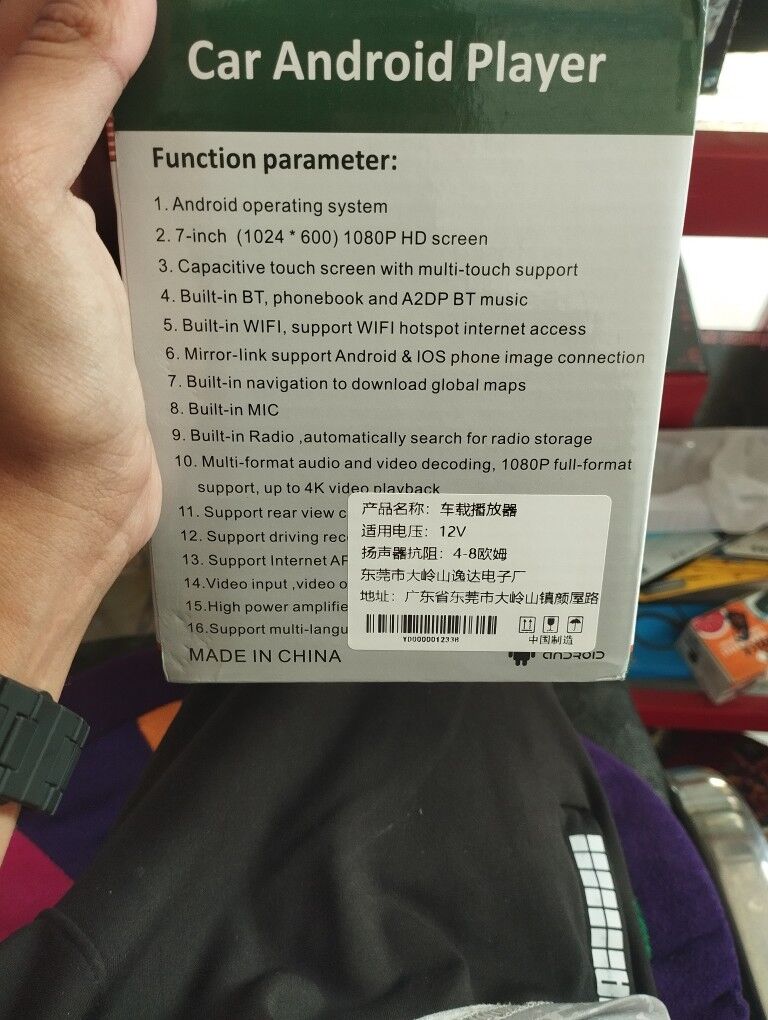 Car Android Player
Function parameter:
1. Android operating system
2. 7-inch (1024 * 600) 1080P HD screen
3. Capacitive touch screen with multi-touch support
4. Built-in BT, phonebook and A2DP BT music
5. Built-in WIFI, support WIFI hotspot internet access
6. Mirror-link support Android & IOS phone image connection
7. Built-in navigation to download global maps
8. Built-in MIC
9. Built-in Radio ,automatically search for radio storage
10. Multi-format audio and video decoding, 1080P full-format
support, up to 4K video playback
11. Support rear view
12. Support driving
13. Support Internet
14.Video input ,video
15.High power
16.Support
MADE IN CHINA
产品名称：车载播放器
适用电压：12V
扬声器抗阻：4-8欧姆
东莞市大岭山逸达电子厂
地址：广东省东莞市大岭山镇颜屋路
YD000001233B
中国制造
android